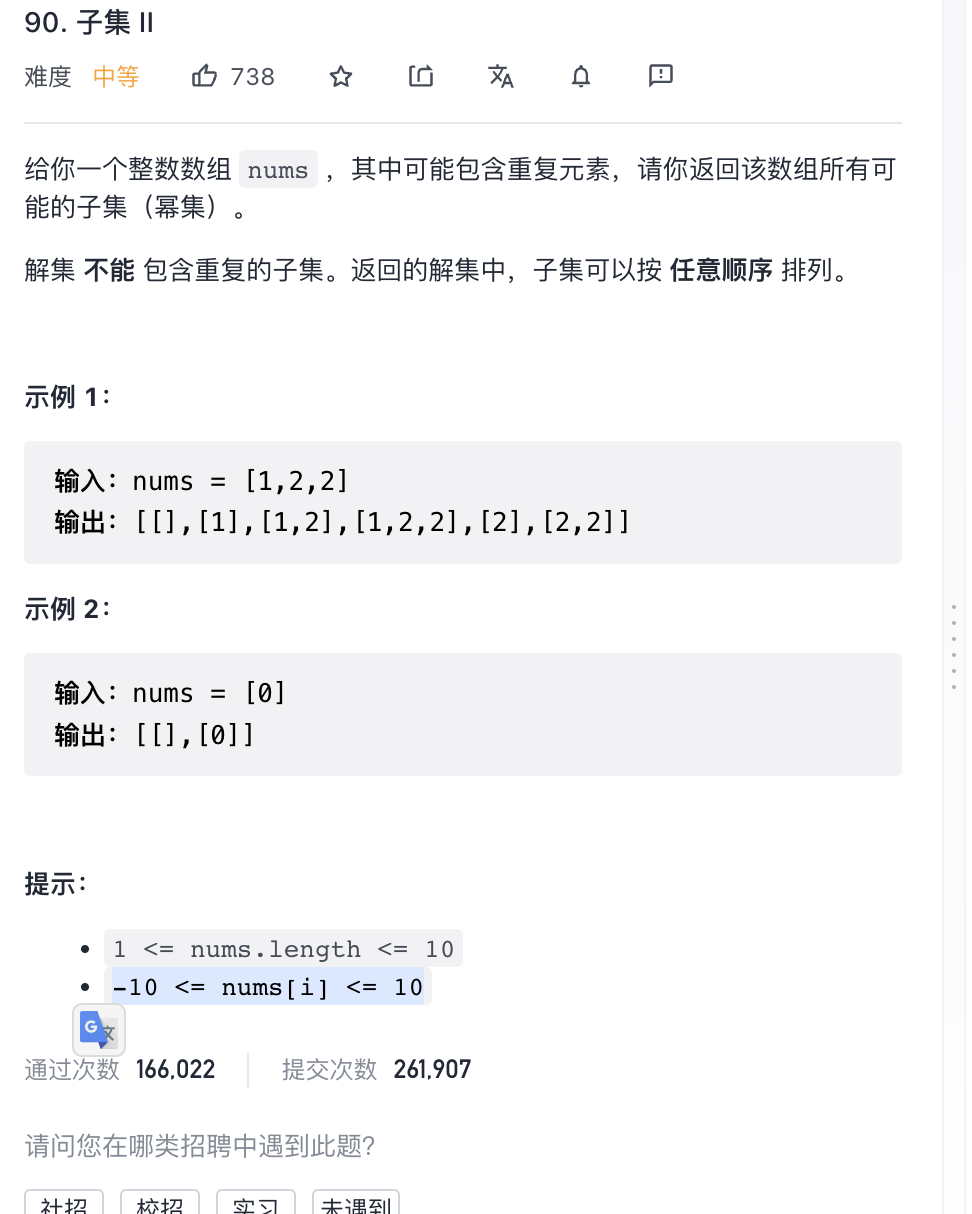 90. 子集 II
难度 中等 738
给你一个整数数组 nums ，其中可能包含重复元素，请你返回该数组所有可
能的子集（幂集）。
解集 不能 包含重复的子集。返回的解集中，子集可以按 任意顺序 排列。
示例 1：
输入：nums = [1,2,2]
输出：[[],[1],[1,2],[1,2,2],[2],[2,2]]
示例 2：
输入：nums = [0]
输出：[[],[0]]
提示：
1 <= nums.length <= 10
-10 <= nums[i] <= 10
通过次数 166,022 提交次数 261,907
请问您在哪类招聘中遇到此题?
社招 校招 实习 未遇到